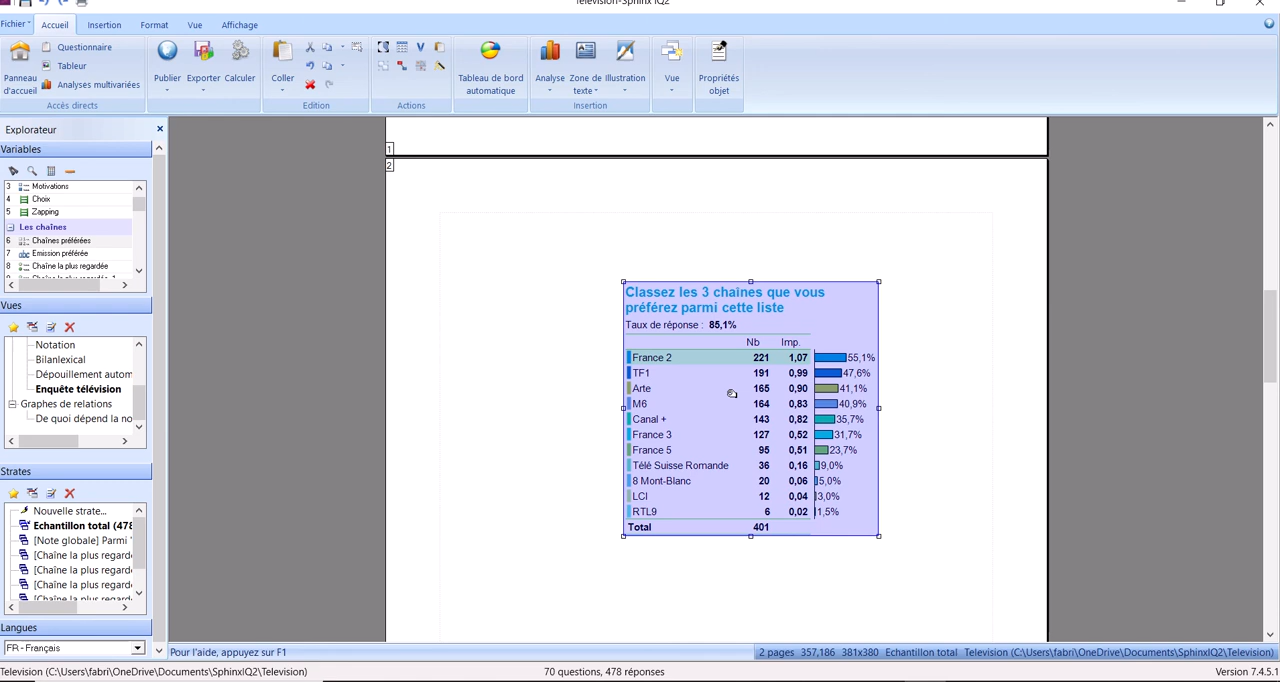 Télévision-Sphinx IQ2
Fichier
Accueil
Insertion
Format
Vue
Affichage
Panneau d'accueil
Questionnaire
Tableur
Analyses multivariées
Accès directs
Publier
Exporter
Calculer
Coller
Edition
Actions
Tableau de bord automatique
Analyse
Zone de texte
Illustration
Insertion
Vue
Propriétés objet
Explorateur
Variables
3 Motivations
4 Choix
5 Zapping
Les chaînes
6 Chaînes préférées
7 Emission préférée
8 Chaîne la plus regardée
Vues
Notation
Bilanlexical
Dépouillement autom
Enquête télévision
Graphes de relations
De quoi dépend la no
Strates
Nouvelle strate...
Echantillon total (478
[Note globale] Parmi "
[Chaîne la plus regard
[Chaîne la plus regard
[Chaîne la plus regard
[Chaîne la plus regard
Langues
FR - Français
1
2
Classez les 3 chaînes que vous
préférez parmi cette liste
Taux de réponse : 85,1%
Nb Imp.
France 2 221 1,07 55,1%
TF1 191 0,99 47,6%
Arte 165 0,90 41,1%
M6 164 0,83 40,9%
Canal + 143 0,82 35,7%
France 3 127 0,52 31,7%
France 5 95 0,51 23,7%
Télé Suisse Romande 36 0,16 9,0%
8 Mont-Blanc 20 0,06 5,0%
LCI 12 0,04 3,0%
RTL9 6 0,02 1,5%
Total 401
Pour l'aide, appuyez sur F1
2 pages 357,186 381x380 Echantillon total Television (C:\Users\fabri\OneDrive\Documents\SphinxIQ2\Television)
Television (C:\Users\fabri\OneDrive\Documents\SphinxIQ2\Television)
70 questions, 478 réponses
Version 7.4.5.1